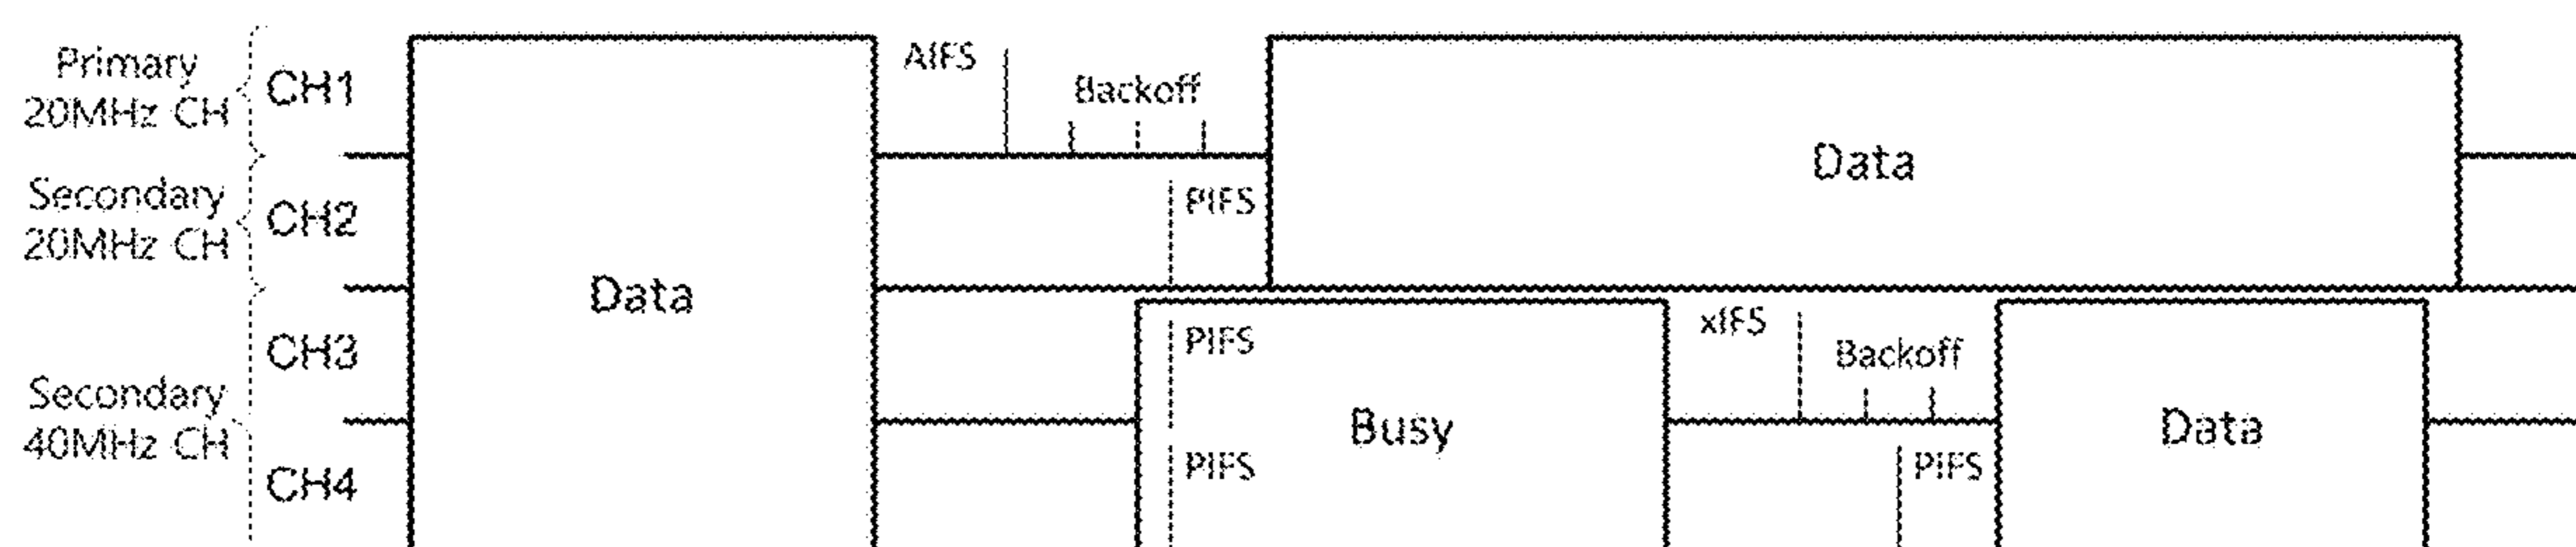 Primary
20MHz CH
CH1
AIFS
Backoff
Data
Secondary
20MHz CH
CH2
PIFS
Data
CH3
PIFS
xIFS
Backoff
Secondary
40MHz CH
Busy
Data
CH4
PIFS
PIFS